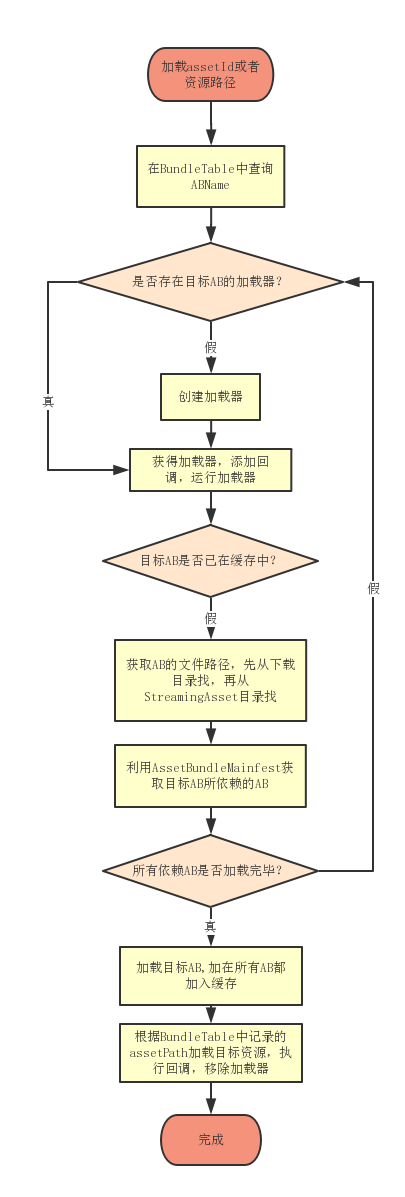 加载assetId或者
资源路径
在BundleTable中查询
ABName
是否存在目标AB的加载器？
假
创建加载器
真
获得加载器，添加回
调，运行加载器
目标AB是否已在缓存中？
假
假
获取AB的文件路径，先从下载
目录找，再从
StreamingAsset目录找
利用AssetBundleMainfest获
取目标AB所依赖的AB
所有依赖AB是否加载完毕？
真
加载目标AB,加在所有AB都
加入缓存
根据BundleTable中记录的
assetPath加载目标资源，执
行回调，移除加载器
完成